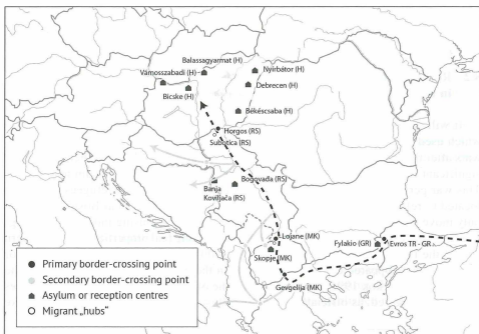 Balassagyarmat (H)
Nyírbátor (H)
Vámosszabadi (H)
Debrecen (H)
Bicske (H)
Békéscsaba (H)
Horgos (RS)
Subotica (RS)
Bogovađa (RS)
Banja
Koviljača (RS)
Lojane (MK)
Fylakio (GR)
Evros TR - GR
Skopje (MK)
Gevgelija (MK)
Primary border-crossing point
Secondary border-crossing point
Asylum or reception centres
Migrant „hubs“